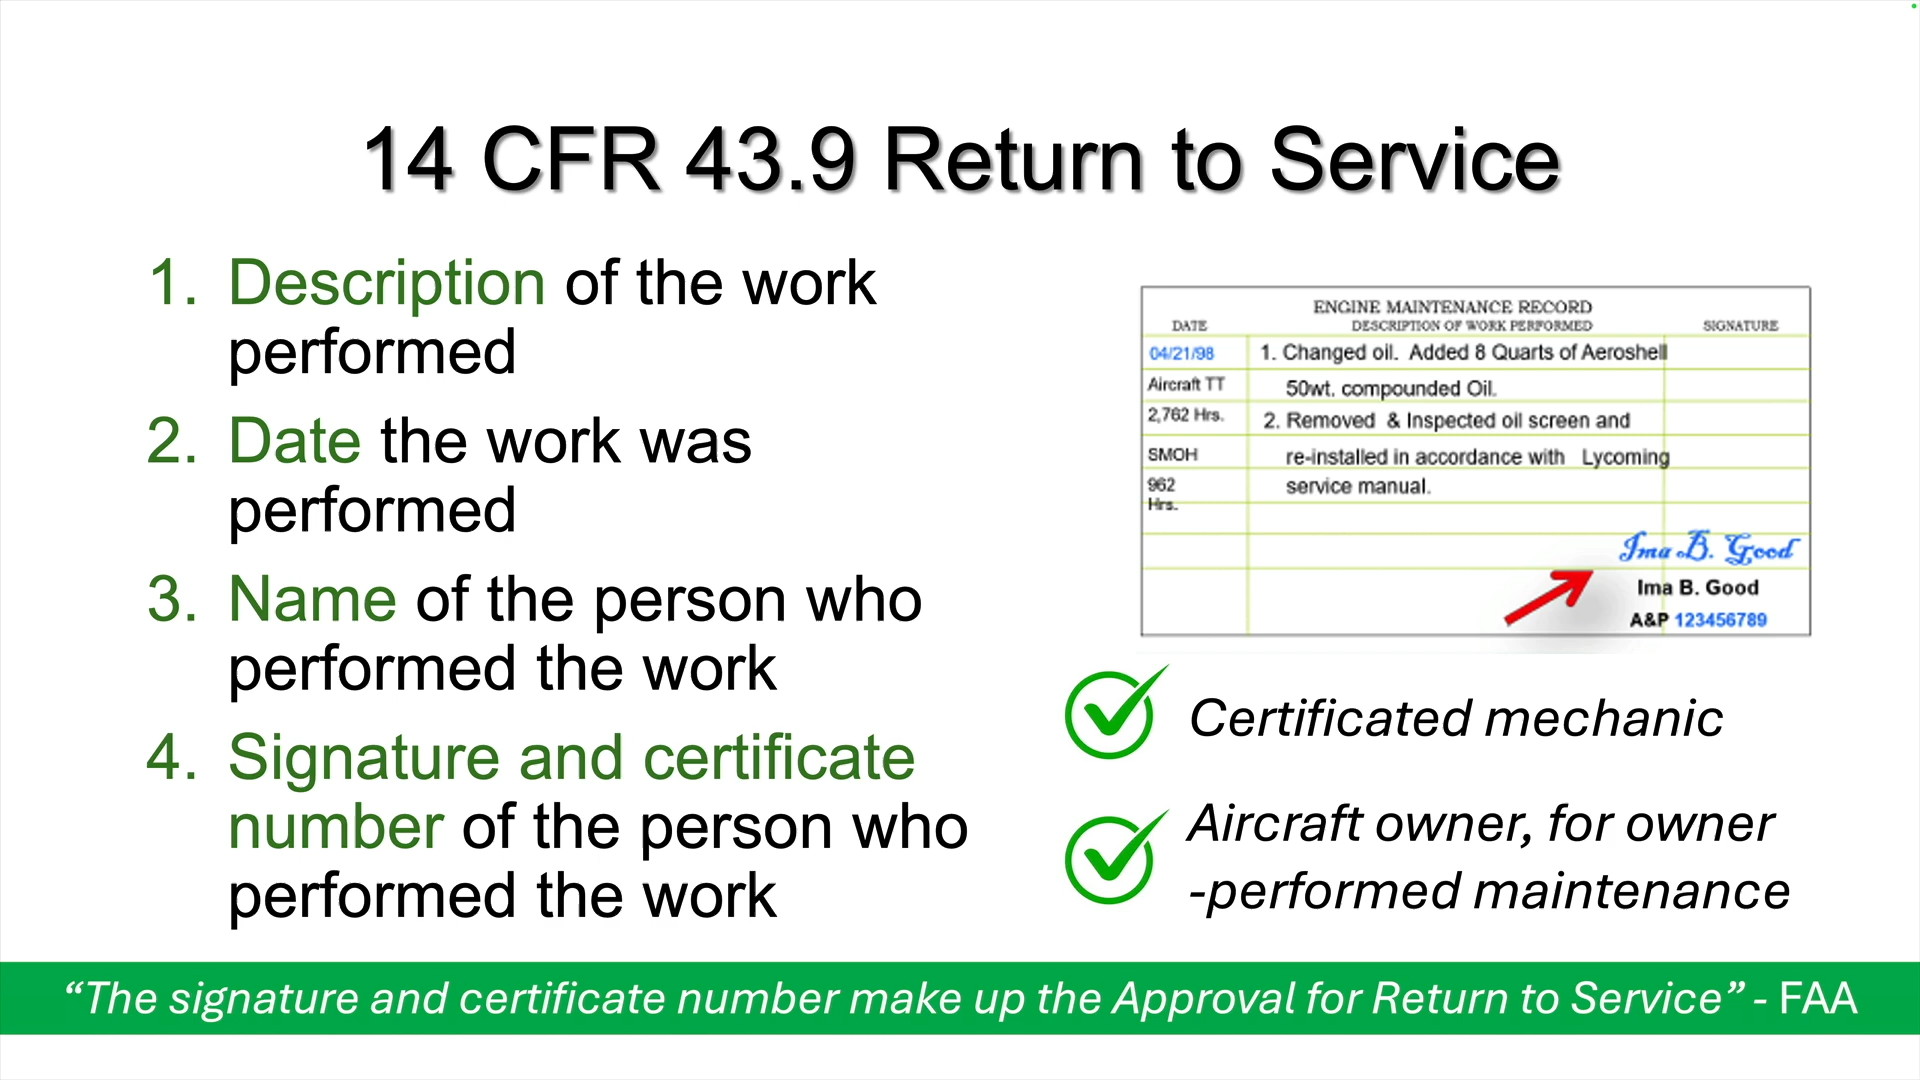 14 CFR 43.9 Return to Service
1. Description of the work
performed
2. Date the work was
performed
3. Name of the person who
performed the work
4. Signature and certificate
number of the person who
performed the work
ENGINE MAINTENANCE RECORD
DATE DESCRIPTION OF WORK PERFORMED SIGNATURE
04/21/98 1. Changed oil. Added 8 Quarts of Aeroshell
Aircraft TT 50wt. compounded Oil.
2,762 Hrs. 2. Removed & Inspected oil screen and
SMOH re-installed in accordance with Lycoming
962 service manual.
Hrs.
Ima B. Good
Ima B. Good
A&P 123456789
Certificated mechanic
Aircraft owner, for owner
-performed maintenance
“The signature and certificate number make up the Approval for Return to Service” - FAA